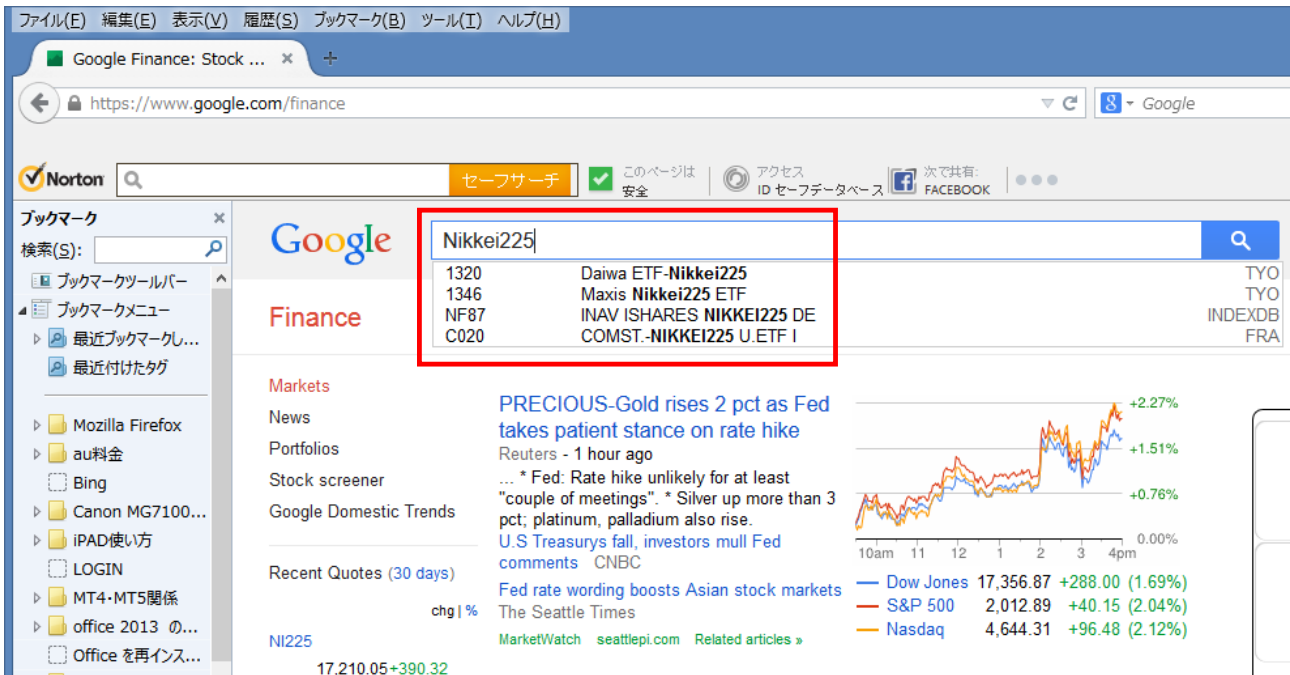 ファイル(F) 編集(E) 表示(V) 履歴(S) ブックマーク(B) ツール(T) ヘルプ(H)
Google Finance: Stock ... × +
https://www.google.com/finance
8 Google
Norton
セーフサーチ
このページは
安全
アクセス
ID セーフデータベース
次で共有:
FACEBOOK
ブックマーク ×
検索(S):
ブックマークツールバー
ブックマークメニュー
最近ブックマークし...
最近付けたタグ
Mozilla Firefox
au料金
Bing
Canon MG7100...
iPAD使い方
LOGIN
MT4・MT5関係
office 2013 の...
Office を再インス...
Google
Nikkei225
1320 Daiwa ETF-Nikkei225 TYO
1346 Maxis Nikkei225 ETF TYO
NF87 INAV ISHARES NIKKEI225 DE INDEXDB
C020 COMST.-NIKKEI225 U.ETF I FRA
Finance
Markets
News
Portfolios
Stock screener
Google Domestic Trends
Recent Quotes (30 days)
chg | %
NI225
17,210.05+390.32
PRECIOUS-Gold rises 2 pct as Fed
takes patient stance on rate hike
Reuters - 1 hour ago
... * Fed: Rate hike unlikely for at least
"couple of meetings". * Silver up more than 3
pct; platinum, palladium also rise.
U.S Treasurys fall, investors mull Fed
comments CNBC
Fed rate wording boosts Asian stock markets
The Seattle Times
MarketWatch seattlepi.com Related articles »
+2.27%
+1.51%
+0.76%
0.00%
10am 11 12 1 2 3 4pm
Dow Jones 17,356.87 +288.00 (1.69%)
S&P 500 2,012.89 +40.15 (2.04%)
Nasdaq 4,644.31 +96.48 (2.12%)